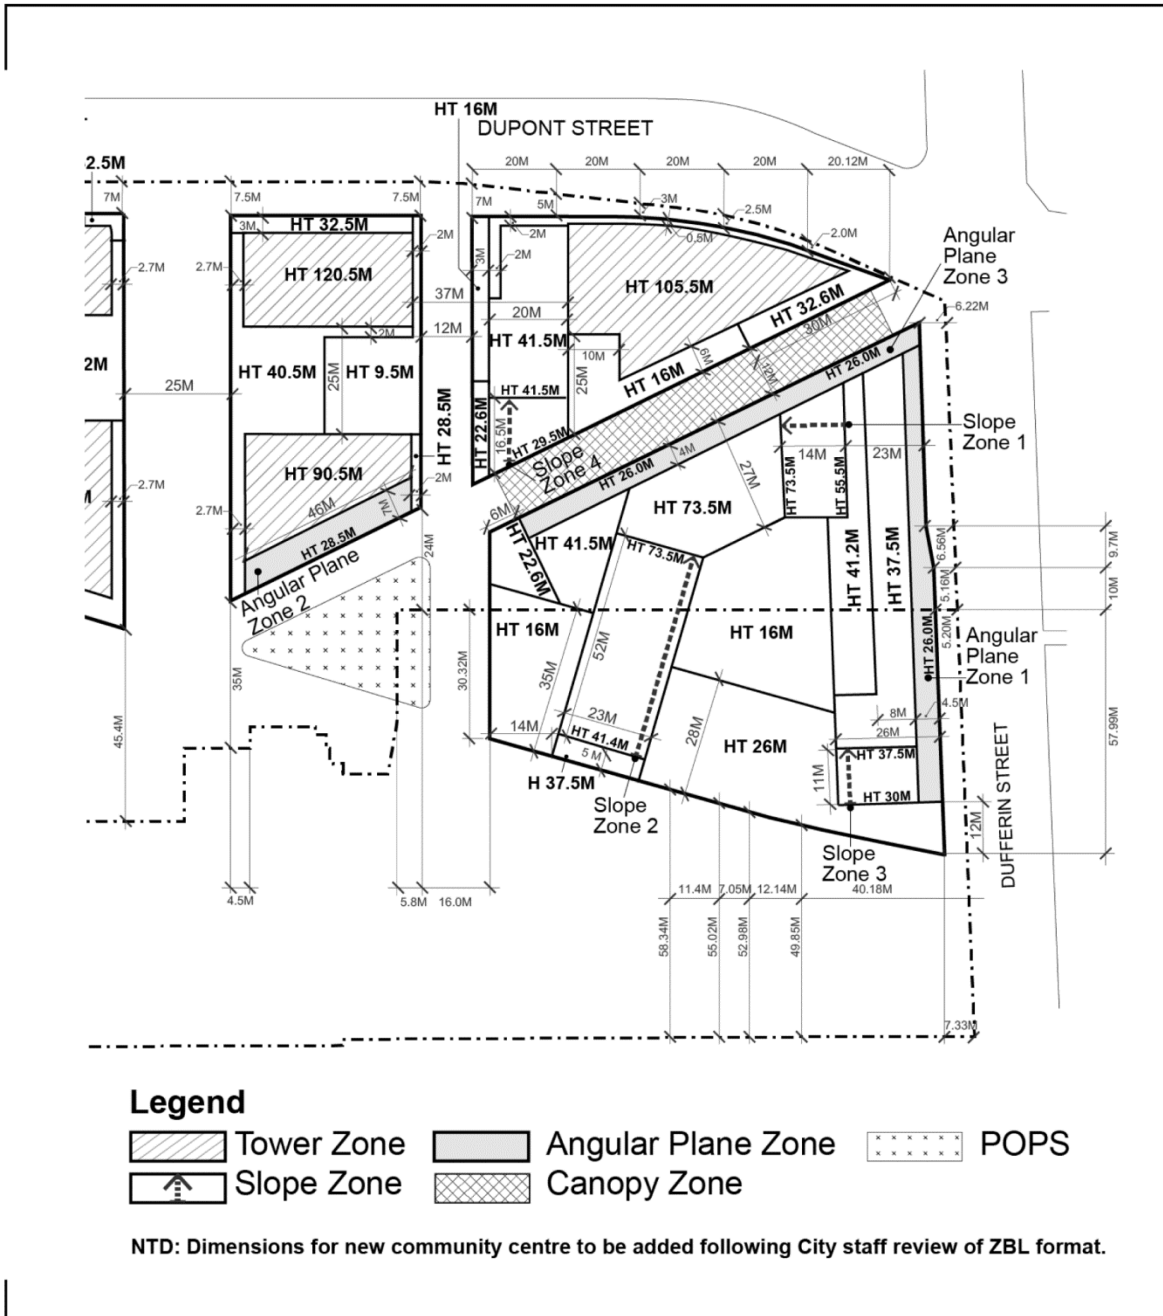 HT 16M
DUPONT STREET
2.5M
20M
20M
20M
20M
20.12M
7M
7.5M
7.5M
7M
5M
3M
2.5M
2.0M
0.5M
HT 32.5M
3M
2M
2M
3M
2M
Angular
Plane
Zone 3
2.7M
2.7M
HT 120.5M
37M
HT 105.5M
HT 32.6M
6.22M
20M
12M
2M
30M
2M
HT 40.5M
25M
HT 9.5M
HT 41.5M
10M
25M
6M
12M
HT 16M
HT 26.0M
25M
HT 28.5M
HT 22.6M
HT 41.5M
16.5M
HT 29.5M
Slope
Zone 4
HT 26.0M
4M
27M
14M
23M
Slope
Zone 1
HT 73.5M
HT 55.5M
HT 90.5M
2.7M
46M
7M
2M
2.7M
HT 28.5M
Angular Plane
Zone 2
24M
6M
HT 22.6M
HT 41.5M
HT 73.5M
HT 73.5M
HT 41.2M
HT 37.5M
6.56M
9.7M
5.16M
10M
5.20M
HT 16M
HT 16M
HT 26.0M
Angular
Plane
Zone 1
35M
52M
35M
30.32M
45.4M
14M
23M
HT 41.4M
5 M
H 37.5M
28M
HT 26M
8M
4.5M
26M
HT 37.5M
11M
HT 30M
57.99M
12M
DUFFERIN STREET
Slope
Zone 2
Slope
Zone 3
4.5M
5.8M
16.0M
11.4M
7.05M
12.14M
40.18M
58.34M
55.02M
52.98M
49.85M
7.33M
Legend
Tower Zone
Angular Plane Zone
POPS
Slope Zone
Canopy Zone
NTD: Dimensions for new community centre to be added following City staff review of ZBL format.